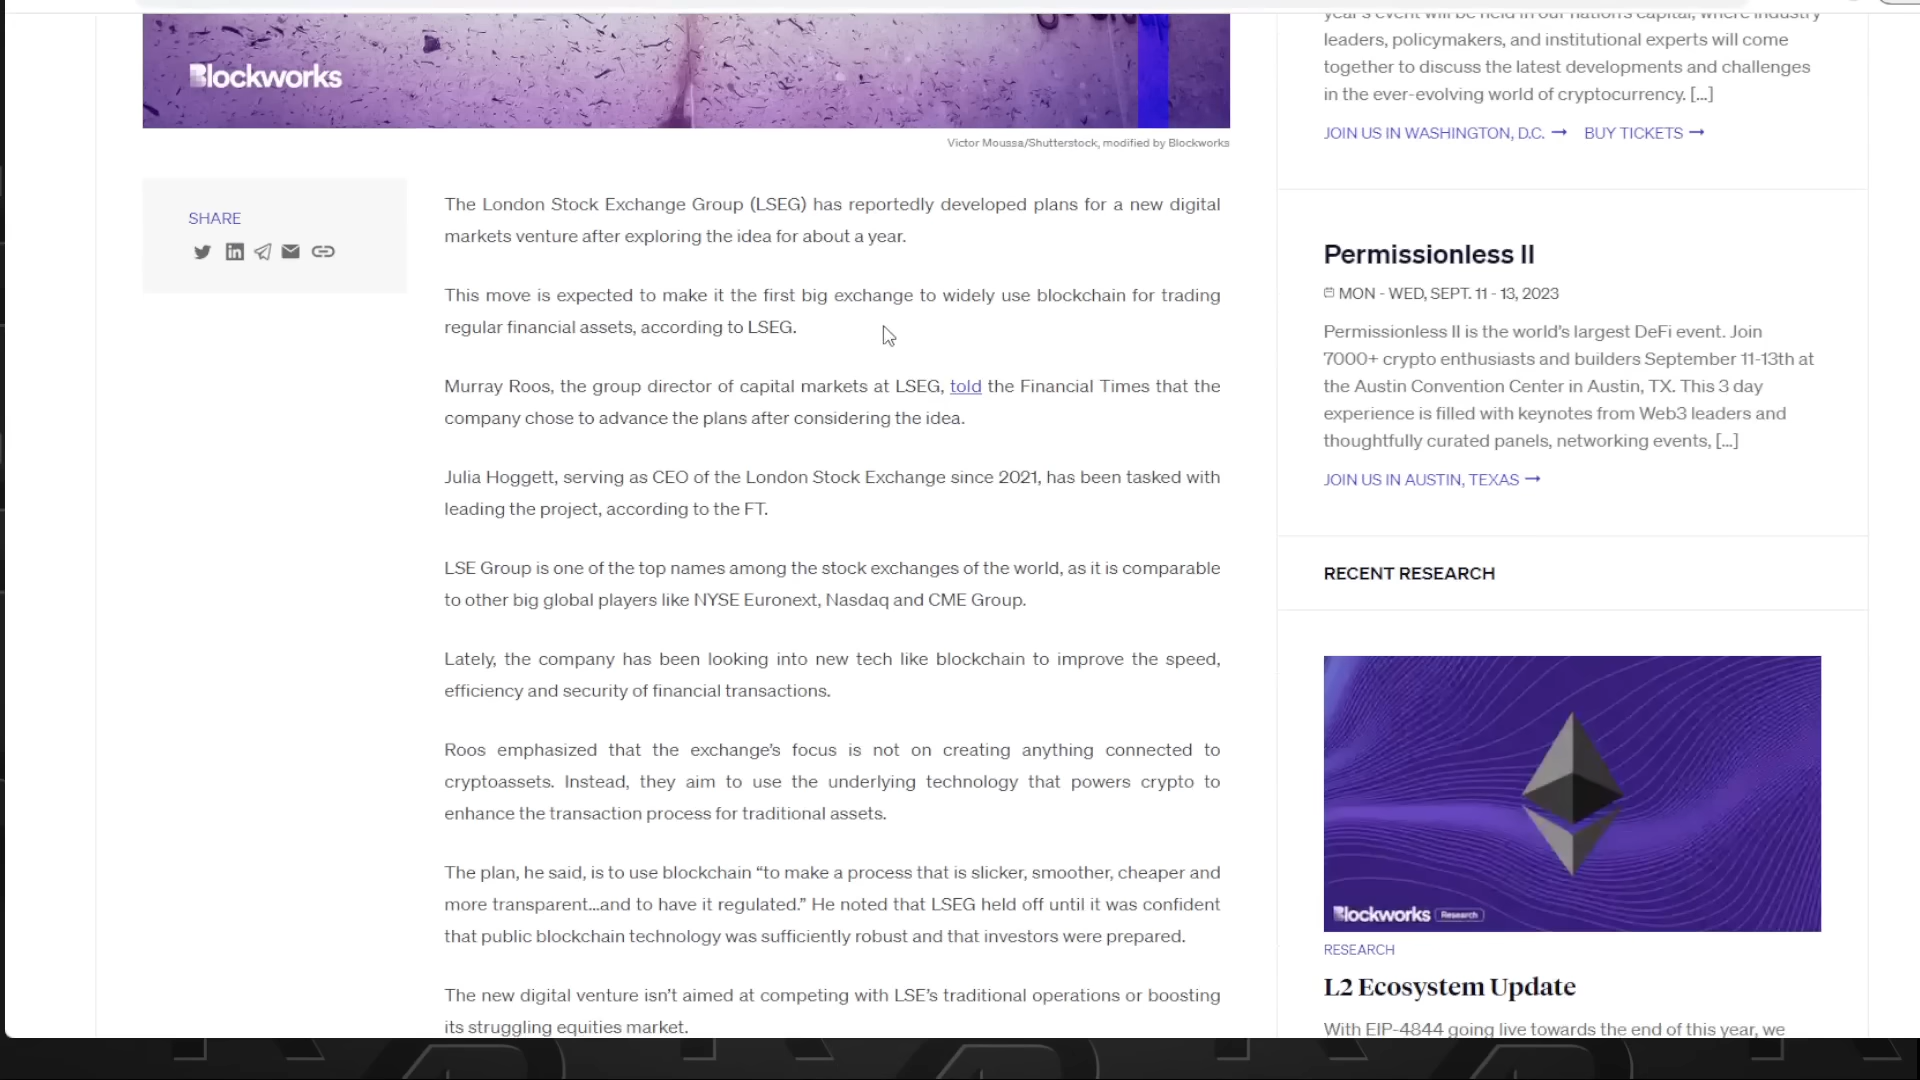 Blockworks
Victor Moussa/Shutterstock, modified by Blockworks
SHARE
The London Stock Exchange Group (LSEG) has reportedly developed plans for a new digital
markets venture after exploring the idea for about a year.
This move is expected to make it the first big exchange to widely use blockchain for trading
regular financial assets, according to LSEG.
Murray Roos, the group director of capital markets at LSEG, told the Financial Times that the
company chose to advance the plans after considering the idea.
Julia Hoggett, serving as CEO of the London Stock Exchange since 2021, has been tasked with
leading the project, according to the FT.
LSE Group is one of the top names among the stock exchanges of the world, as it is comparable
to other big global players like NYSE Euronext, Nasdaq and CME Group.
Lately, the company has been looking into new tech like blockchain to improve the speed,
efficiency and security of financial transactions.
Roos emphasized that the exchange’s focus is not on creating anything connected to
cryptoassets. Instead, they aim to use the underlying technology that powers crypto to
enhance the transaction process for traditional assets.
The plan, he said, is to use blockchain “to make a process that is slicker, smoother, cheaper and
more transparent…and to have it regulated.” He noted that LSEG held off until it was confident
that public blockchain technology was sufficiently robust and that investors were prepared.
The new digital venture isn’t aimed at competing with LSE’s traditional operations or boosting
its struggling equities market.
year’s event will be held in our nation’s capital, where industry
leaders, policymakers, and institutional experts will come
together to discuss the latest developments and challenges
in the ever-evolving world of cryptocurrency. […]
JOIN US IN WASHINGTON, D.C. → BUY TICKETS →
Permissionless II
MON - WED, SEPT. 11 - 13, 2023
Permissionless II is the world’s largest DeFi event. Join
7000+ crypto enthusiasts and builders September 11-13th at
the Austin Convention Center in Austin, TX. This 3 day
experience is filled with keynotes from Web3 leaders and
thoughtfully curated panels, networking events, […]
JOIN US IN AUSTIN, TEXAS →
RECENT RESEARCH
Blockworks Research
RESEARCH
L2 Ecosystem Update
With EIP-4844 going live towards the end of this year, we